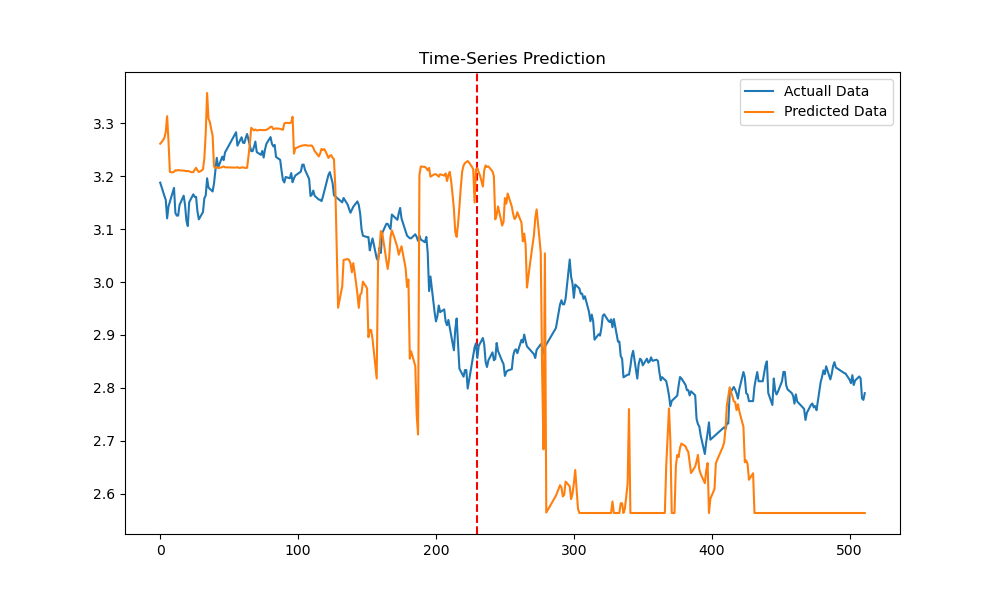 Time-Series Prediction
Actuall Data
Predicted Data
3.3
3.2
3.1
3.0
2.9
2.8
2.7
2.6
0 100 200 300 400 500